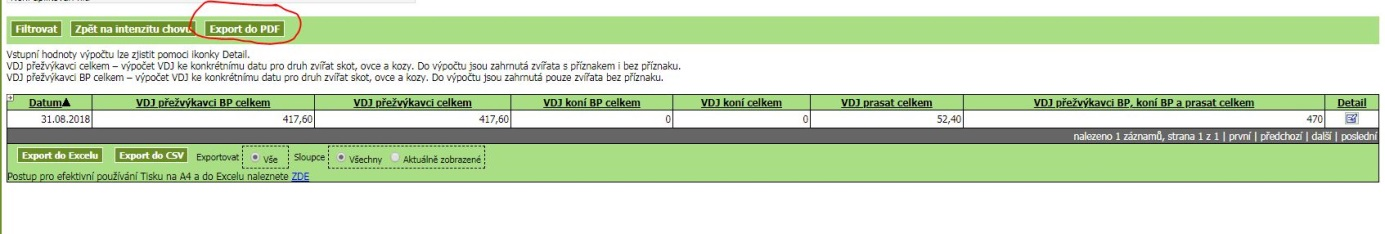 Filtrovat Zpět na intenzitu chovu Export do PDF
Vstupní hodnoty výpočtu lze zjistit pomoci ikonky Detail.
VDJ přežvýkavci celkem – výpočet VDJ ke konkrétnímu datu pro druh zvířat skot, ovce a kozy. Do výpočtu jsou zahrnutá zvířata s příznakem i bez příznaku.
VDJ přežvýkavci BP celkem – výpočet VDJ ke konkrétnímu datu pro druh zvířat skot, ovce a kozy. Do výpočtu jsou zahrnutá pouze zvířata bez příznaku.
Datum▲ VDJ přežvýkavci BP celkem VDJ přežvýkavci celkem VDJ koní BP celkem VDJ koní celkem VDJ prasat celkem VDJ přežvýkavci BP, koní BP a prasat celkem Detail
31.08.2018 417,60 417,60 0 0 52,40 470
nalezeno 1 záznamů, strana 1 z 1 | první | předchozí | další | poslední
Export do Excelu Export do CSV Exportovat Vše Sloupce Všechny Aktuálně zobrazené
Postup pro efektivní používání Tisku na A4 a do Excelu naleznete ZDE